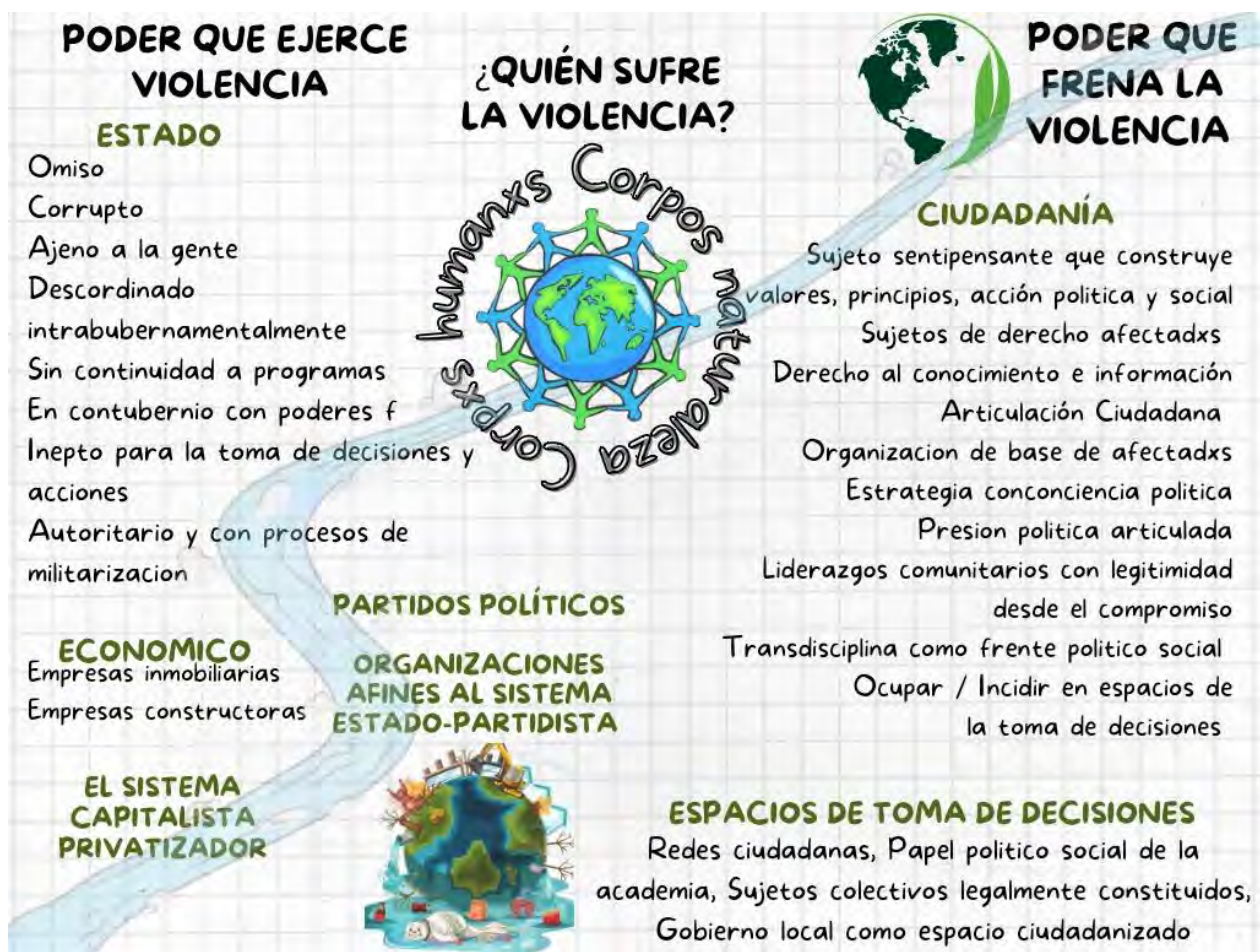 PODER QUE EJERCE
VIOLENCIA
ESTADO
Omiso
Corrupto
Ajeno a la gente
Descordinado
intrabubernamentalmente
Sin continuidad a programas
En contubernio con poderes f
Inepto para la toma de decisiones y
acciones
Autoritario y con procesos de
militarizacion
ECONOMICO
Empresas inmobiliarias
Empresas constructoras
EL SISTEMA
CAPITALISTA
PRIVATIZADOR
PARTIDOS POLÍTICOS
ORGANIZACIONES
AFINES AL SISTEMA
ESTADO-PARTIDISTA
¿QUIÉN SUFRE
LA VIOLENCIA?
Corpxs humanxs
Corpos naturaleza
PODER QUE
FRENA LA
VIOLENCIA
CIUDADANÍA
Sujeto sentipensante que construye
valores, principios, acción politica y social
Sujetos de derecho afectadxs
Derecho al conocimiento e información
Articulación Ciudadana
Organizacion de base de afectadxs
Estrategia conconciencia politica
Presion politica articulada
Liderazgos comunitarios con legitimidad
desde el compromiso
Transdisciplina como frente politico social
Ocupar / Incidir en espacios de
la toma de decisiones
ESPACIOS DE TOMA DE DECISIONES
Redes ciudadanas, Papel politico social de la
academia, Sujetos colectivos legalmente constituidos,
Gobierno local como espacio ciudadanizado